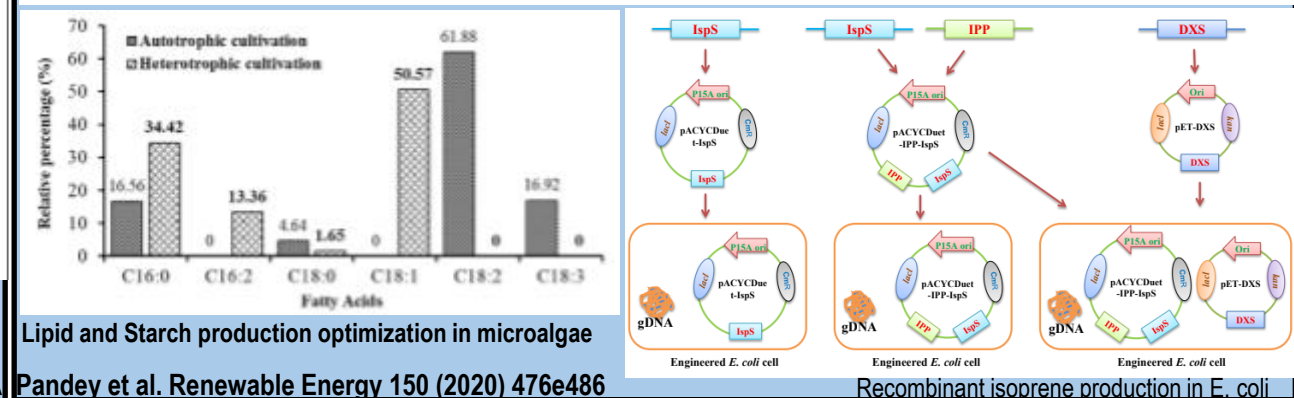 70
60
50
40
30
20
10
0
Relative percentage (%)
Autotrophic cultivation
Heterotrophic cultivation
16.56
34.42
0
13.36
4.64
1.65
0
50.57
61.88
0
16.92
0
C16:0 C16:2 C18:0 C18:1 C18:2 C18:3
Fatty Acids
Lipid and Starch production optimization in microalgae
Pandey et al. Renewable Energy 150 (2020) 476e486
IspS
IspS IPP
DXS
P15A ori
lacI
CmR
pACYCDue
t-IspS
IspS
P15A ori
lacI
CmR
pACYCDuet
-IPP-IspS
IPP
IspS
Ori
lacI
kan
pET-DXS
DXS
P15A ori
lacI
CmR
pACYCDue
t-IspS
IspS
gDNA
Engineered E. coli cell
P15A ori
lacI
CmR
pACYCDuet
-IPP-IspS
IPP
IspS
gDNA
Engineered E. coli cell
P15A ori
lacI
CmR
pACYCDuet
-IPP-IspS
IPP
IspS
gDNA
Ori
lacI
kan
pET-DXS
DXS
Engineered E. coli cell
Recombinant isoprene production in E. coli